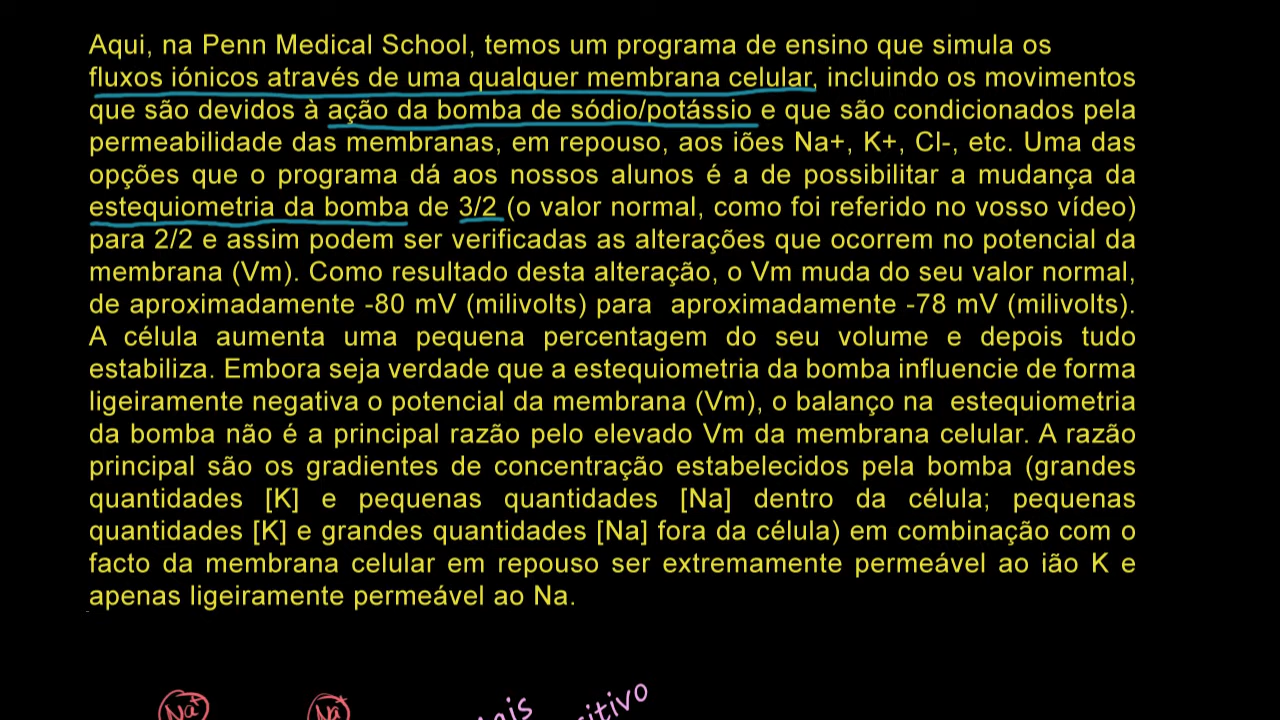 Aqui, na Penn Medical School, temos um programa de ensino que simula os
fluxos iónicos através de uma qualquer membrana celular, incluindo os movimentos
que são devidos à ação da bomba de sódio/potássio e que são condicionados pela
permeabilidade das membranas, em repouso, aos iões Na+, K+, Cl-, etc. Uma das
opções que o programa dá aos nossos alunos é a de possibilitar a mudança da
estequiometria da bomba de 3/2 (o valor normal, como foi referido no vosso vídeo)
para 2/2 e assim podem ser verificadas as alterações que ocorrem no potencial da
membrana (Vm). Como resultado desta alteração, o Vm muda do seu valor normal,
de aproximadamente -80 mV (milivolts) para aproximadamente -78 mV (milivolts).
A célula aumenta uma pequena percentagem do seu volume e depois tudo
estabiliza. Embora seja verdade que a estequiometria da bomba influencie de forma
ligeiramente negativa o potencial da membrana (Vm), o balanço na estequiometria
da bomba não é a principal razão pelo elevado Vm da membrana celular. A razão
principal são os gradientes de concentração estabelecidos pela bomba (grandes
quantidades [K] e pequenas quantidades [Na] dentro da célula; pequenas
quantidades [K] e grandes quantidades [Na] fora da célula) em combinação com o
facto da membrana celular em repouso ser extremamente permeável ao ião K e
apenas ligeiramente permeável ao Na.
Na+ Na+